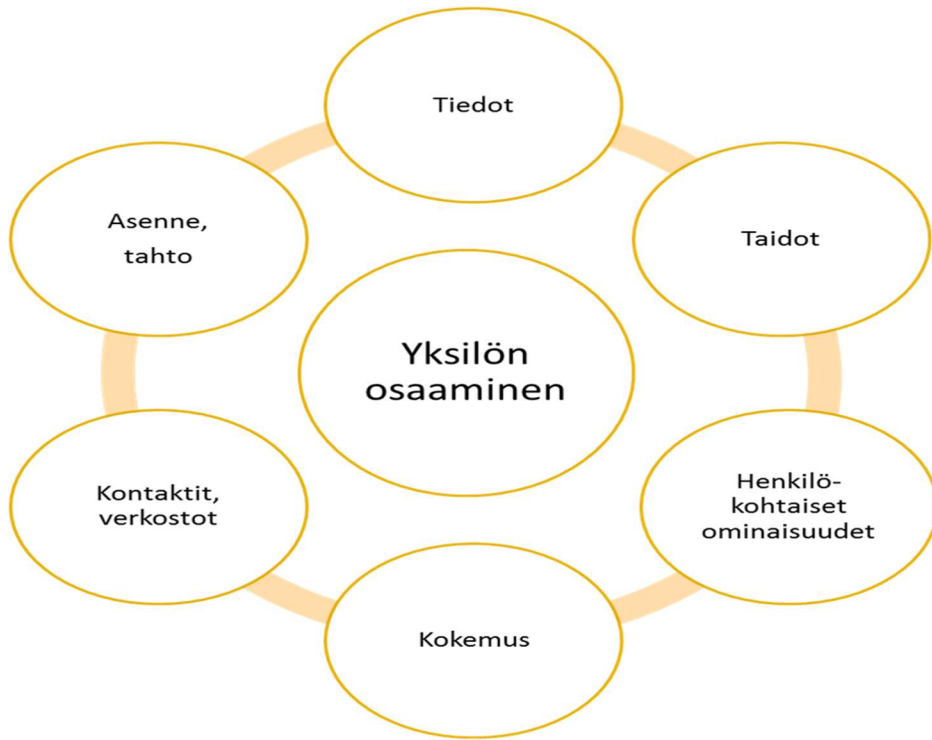 Tiedot
Taidot
Henkilö-
kohtaiset
ominaisuudet
Kokemus
Kontaktit,
verkostot
Asenne,
tahto
Yksilön
osaaminen